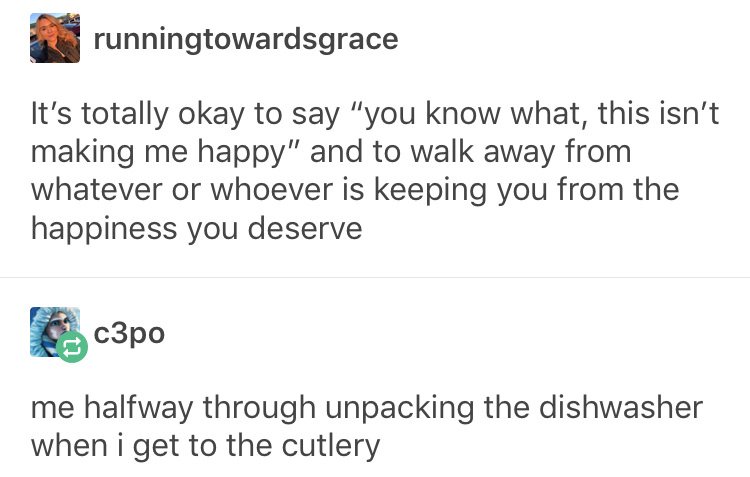 runningtowardsgrace
It’s totally okay to say “you know what, this isn’t
making me happy” and to walk away from
whatever or whoever is keeping you from the
happiness you deserve
c3po
me halfway through unpacking the dishwasher
when i get to the cutlery